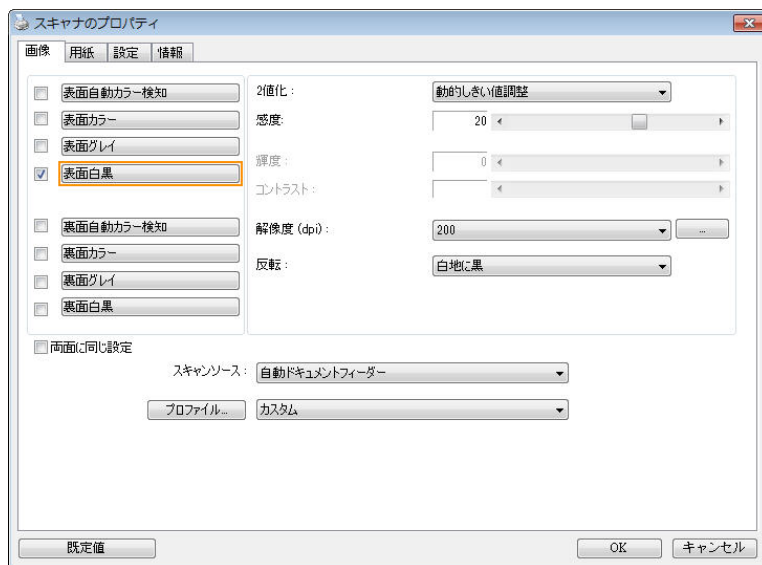 スキャナのプロパティ
画像 用紙 設定 情報
表面自動カラー検知 2値化: 動的しきい値調整
表面カラー 感度: 20
表面グレイ
表面白黒 輝度: 0
コントラスト:
裏面自動カラー検知 解像度 (dpi): 200 ...
裏面カラー
裏面グレイ 反転: 白地に黒
裏面白黒
両面に同じ設定
スキャンソース: 自動ドキュメントフィーダー
プロファイル... カスタム
既定値 OK キャンセル